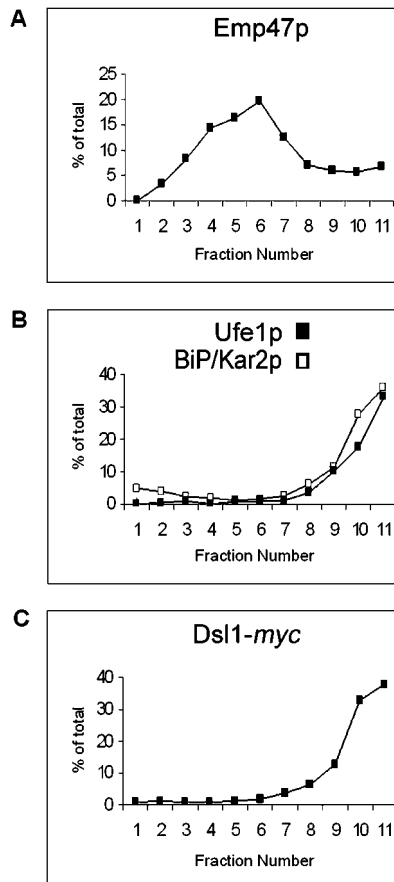 A
Emp47p
% of total
25
20
15
10
5
0
1 2 3 4 5 6 7 8 9 10 11
Fraction Number
B
Ufe1p
BiP/Kar2p
% of total
40
30
20
10
0
1 2 3 4 5 6 7 8 9 10 11
Fraction Number
C
Dsl1-myc
% of total
40
30
20
10
0
1 2 3 4 5 6 7 8 9 10 11
Fraction Number